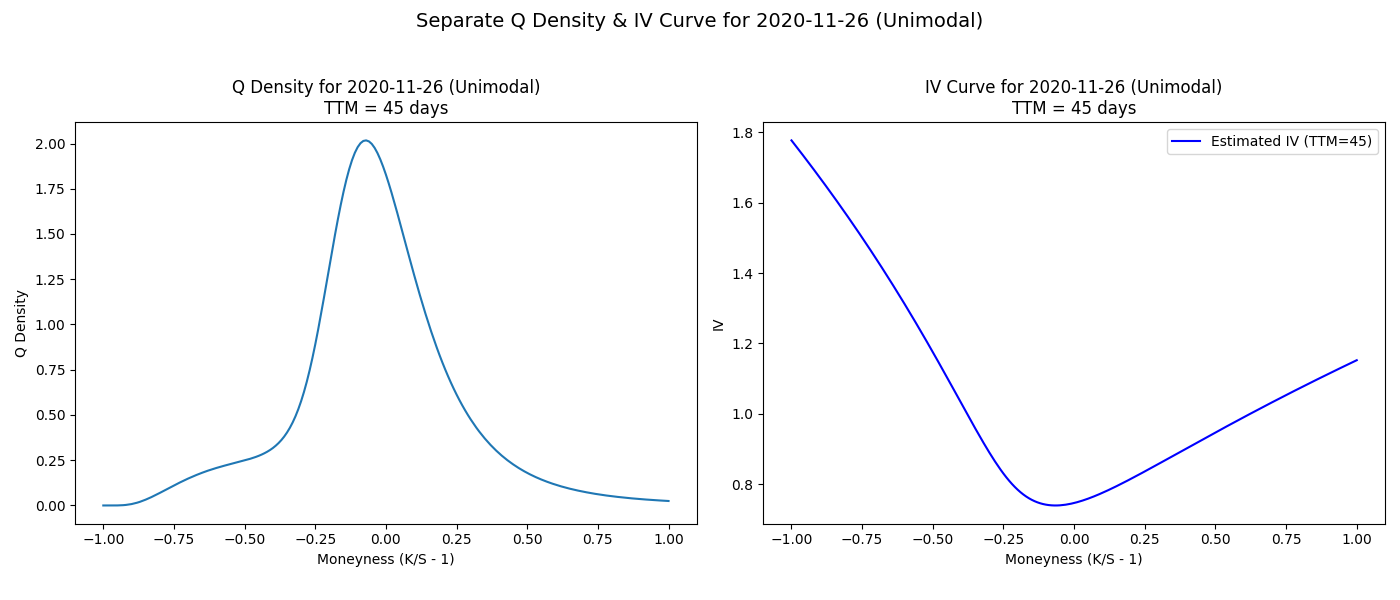 Separate Q Density & IV Curve for 2020-11-26 (Unimodal)
Q Density for 2020-11-26 (Unimodal)
TTM = 45 days
Q Density
2.00
1.75
1.50
1.25
1.00
0.75
0.50
0.25
0.00
−1.00 −0.75 −0.50 −0.25 0.00 0.25 0.50 0.75 1.00
Moneyness (K/S - 1)
IV Curve for 2020-11-26 (Unimodal)
TTM = 45 days
Estimated IV (TTM=45)
IV
1.8
1.6
1.4
1.2
1.0
0.8
−1.00 −0.75 −0.50 −0.25 0.00 0.25 0.50 0.75 1.00
Moneyness (K/S - 1)